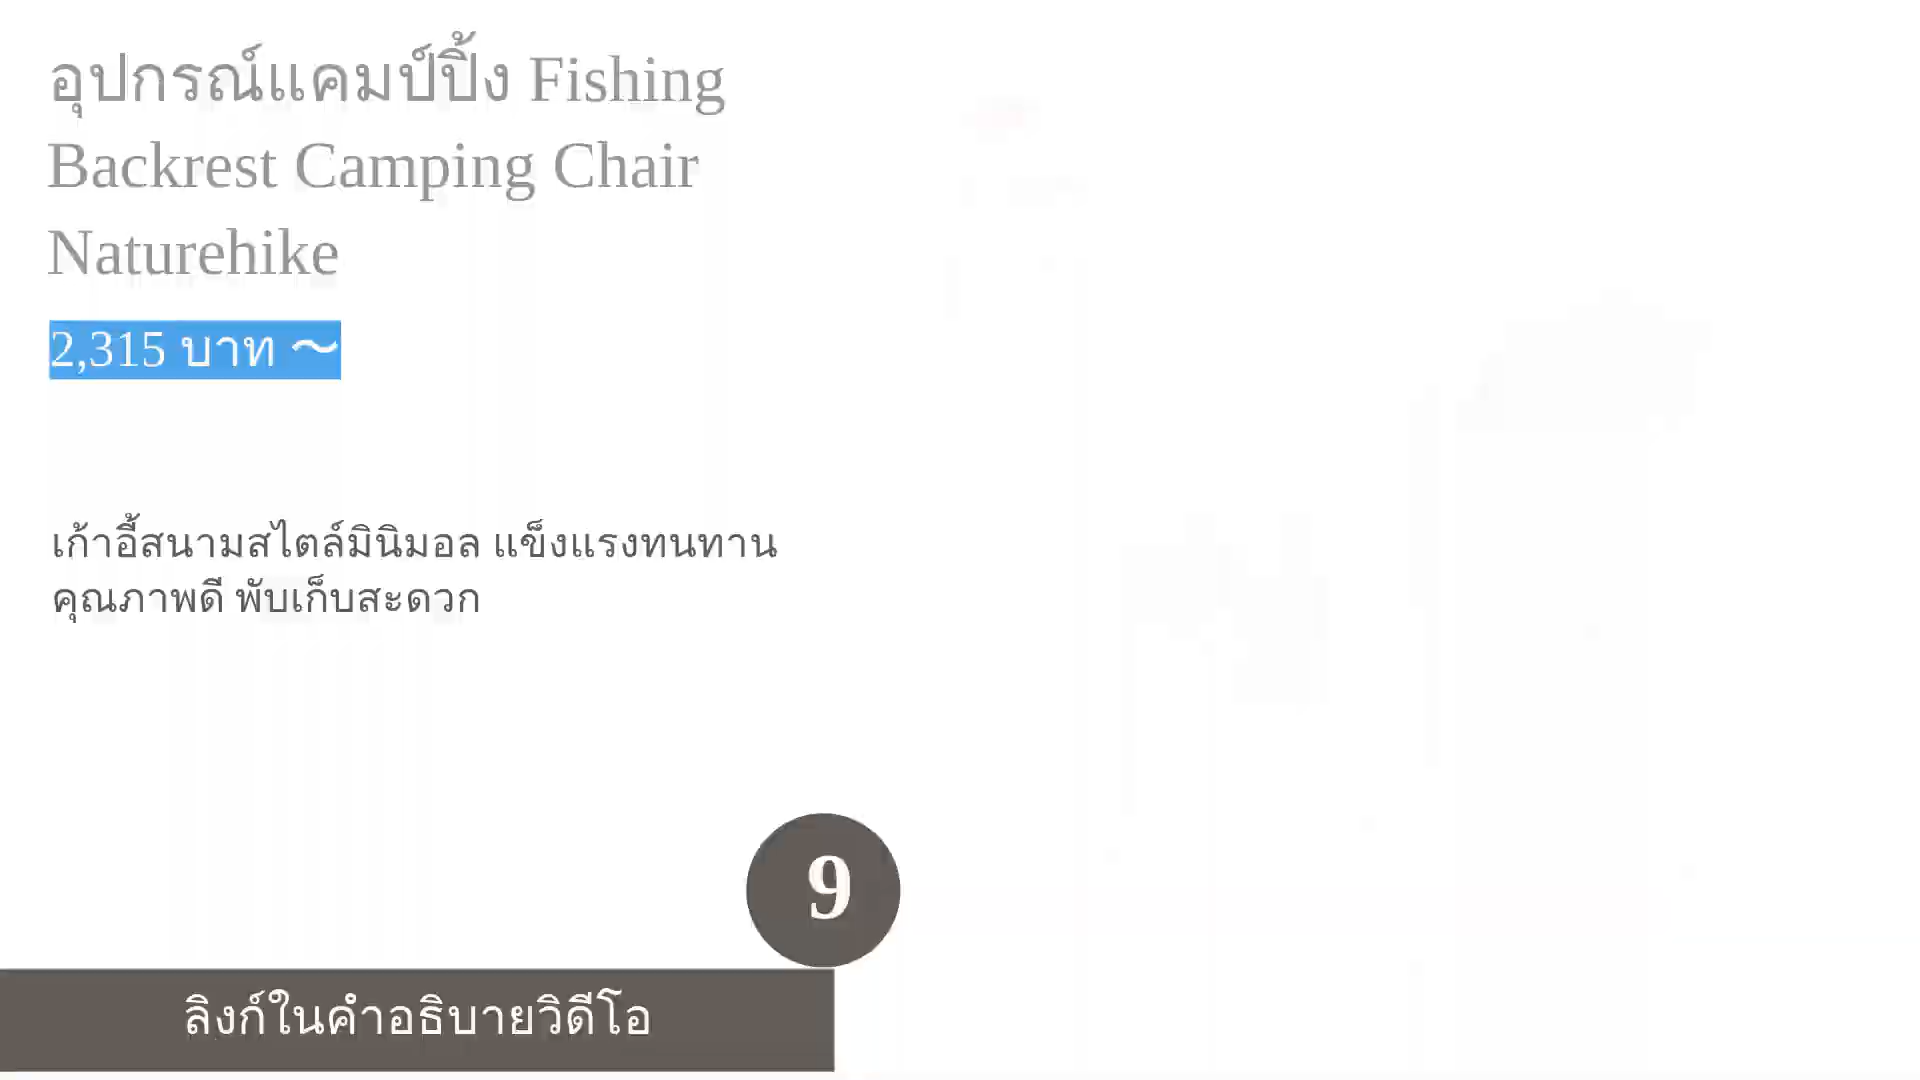 อุปกรณ์แคมป์ปิ้ง Fishing
Backrest Camping Chair
Naturehike
2,315 บาท ～
เก้าอี้สนามสไตล์มินิมอล แข็งแรงทนทาน
คุณภาพดี พับเก็บสะดวก
9
ลิงก์ในคำอธิบายวิดีโอ